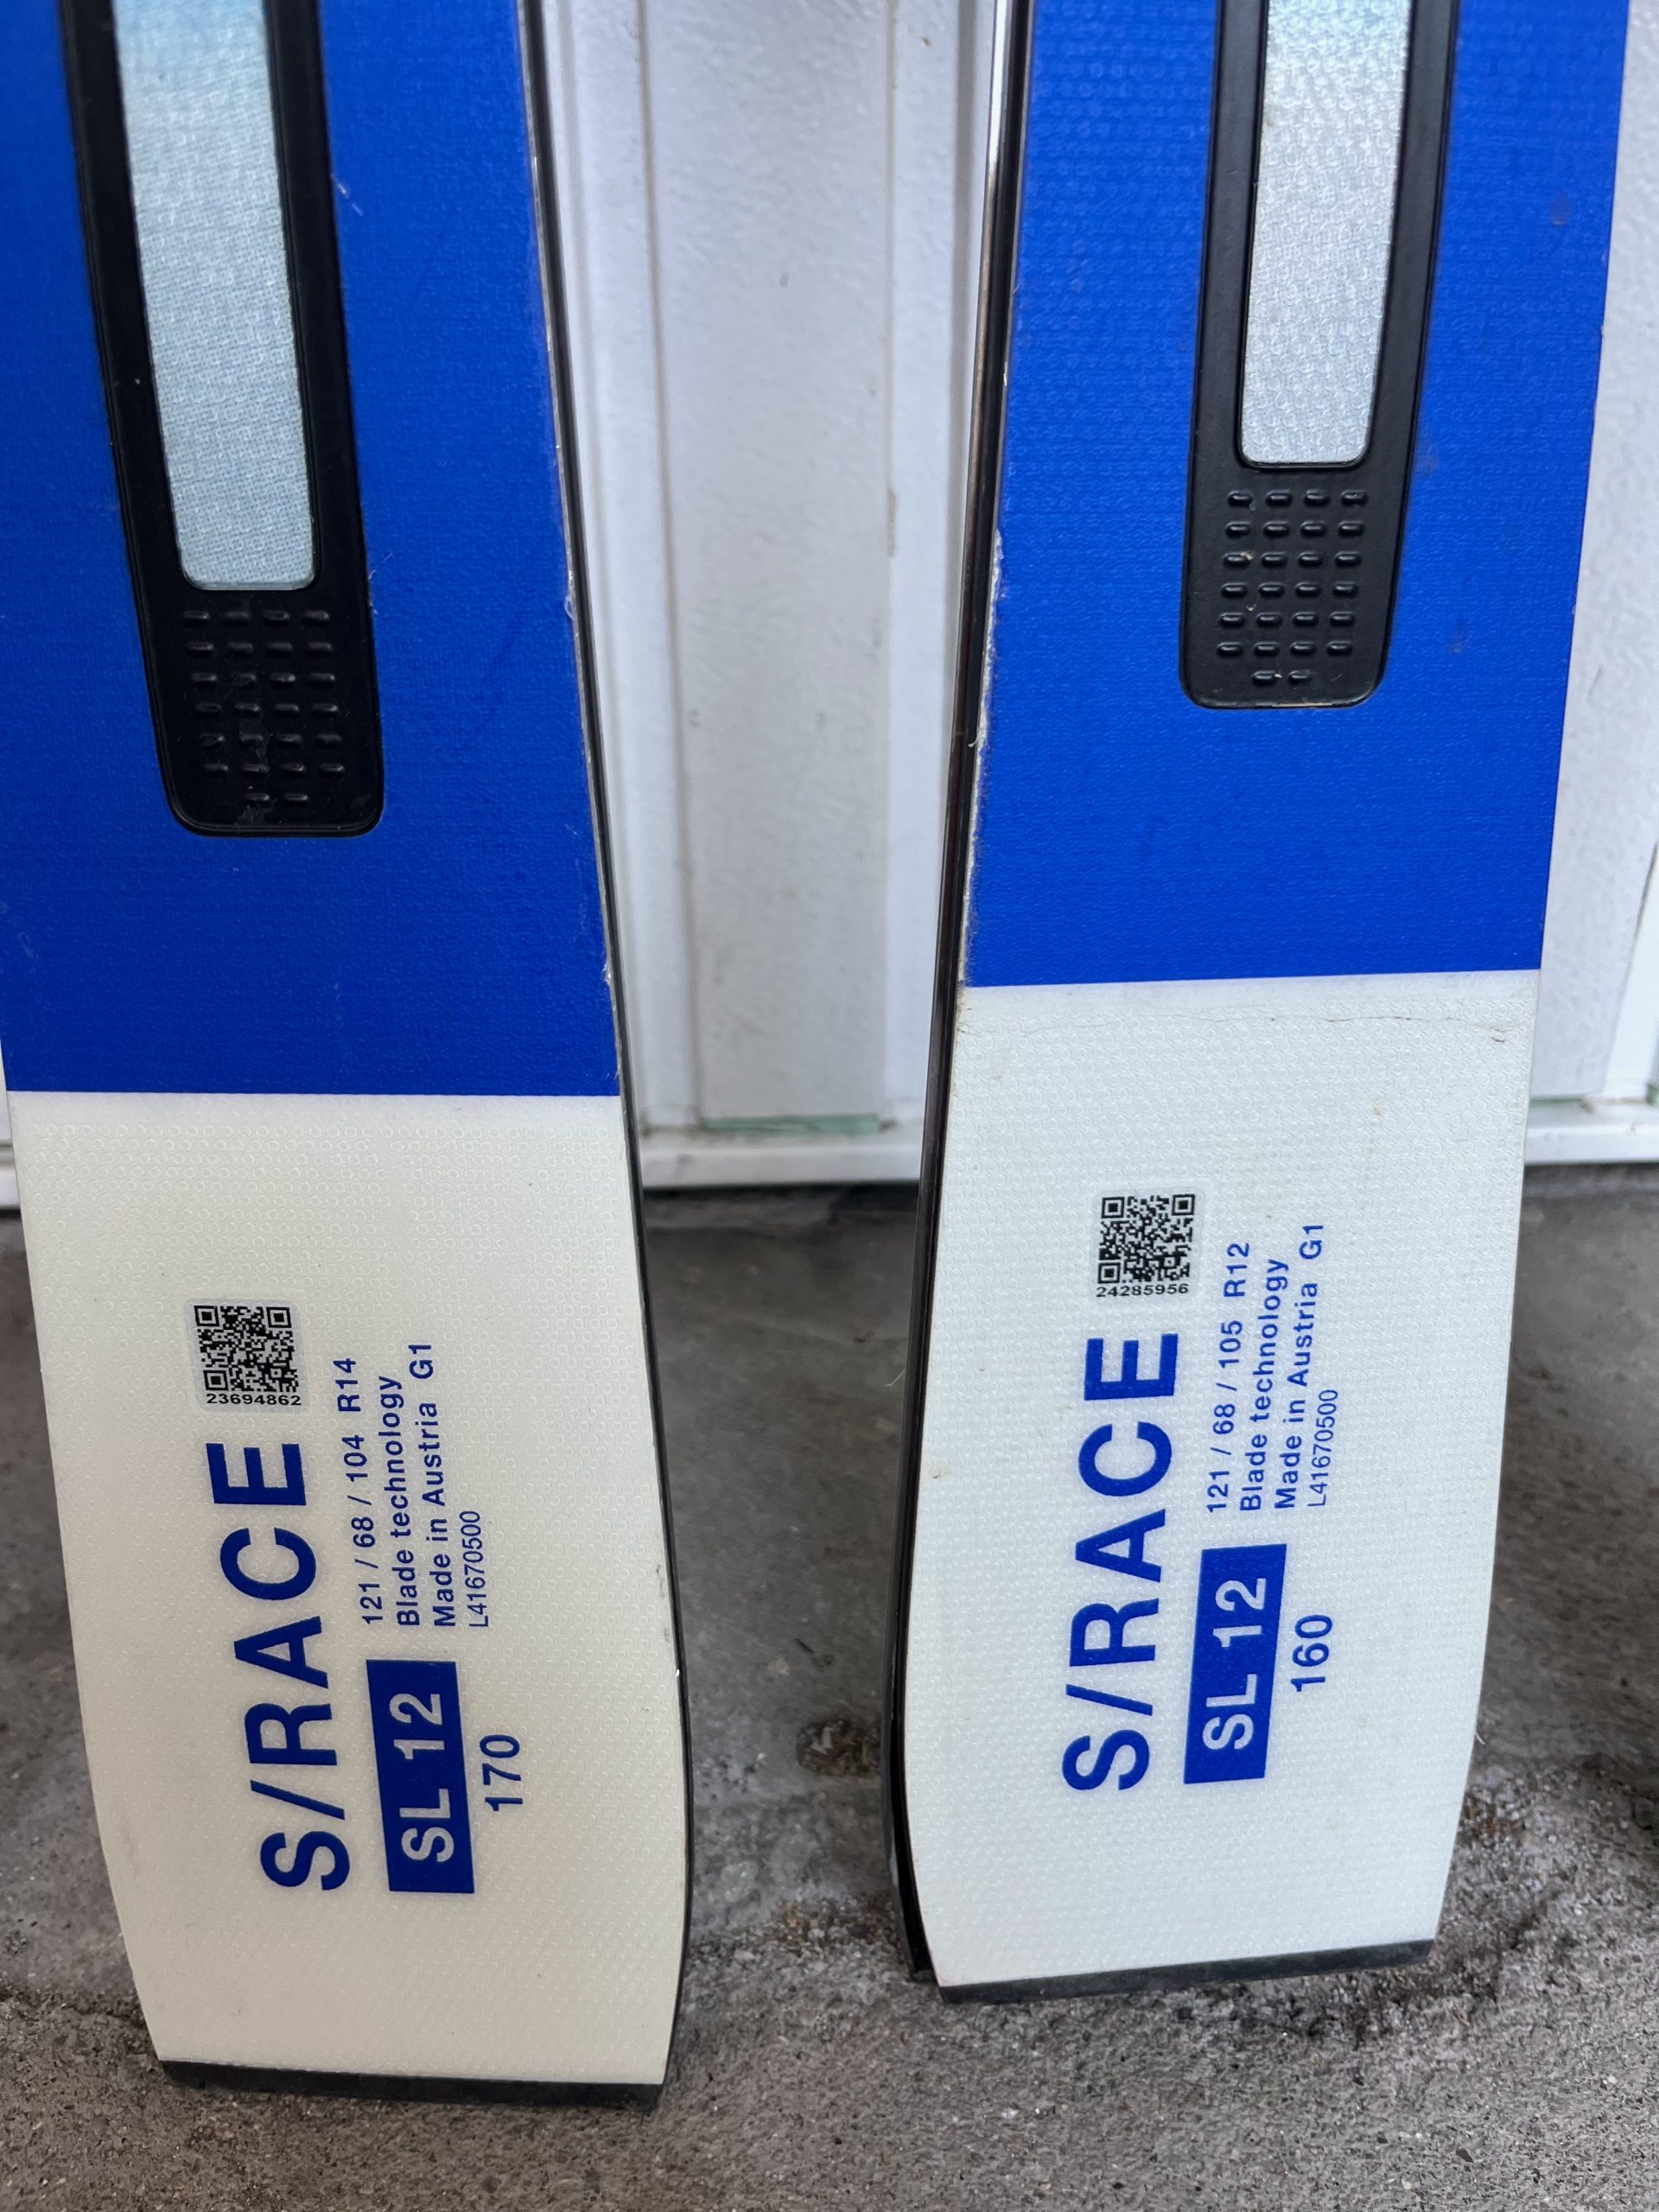 23694862
S/RACE
121 / 68 / 104 R14
Blade technology
Made in Austria G1
L41670500
SL 12
170
24285956
S/RACE
121 / 68 / 105 R12
Blade technology
Made in Austria G1
L41670500
SL 12
160